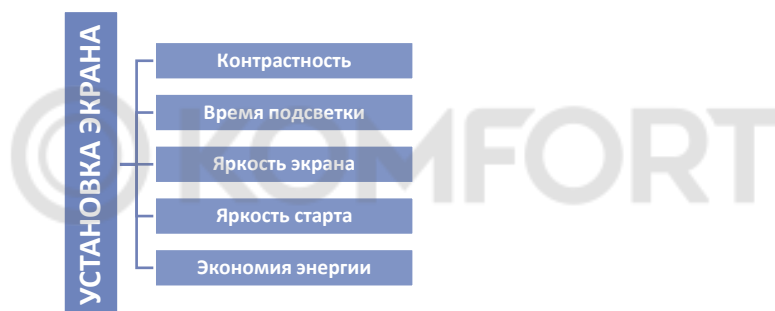 УСТАНОВКА ЭКРАНА
Контрастность
Время подсветки
Яркость экрана
Яркость старта
Экономия энергии
KOMFORT